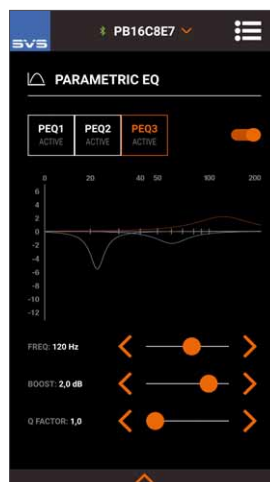 SVS
PB16C8E7
PARAMETRIC EQ
PEQ1 PEQ2 PEQ3
ACTIVE ACTIVE ACTIVE
0 20 40 50 100 200
6
4
2
0
-2
-4
-6
-8
-10
-12
FREQ: 120 Hz
BOOST: 2,0 dB
Q FACTOR: 1,0